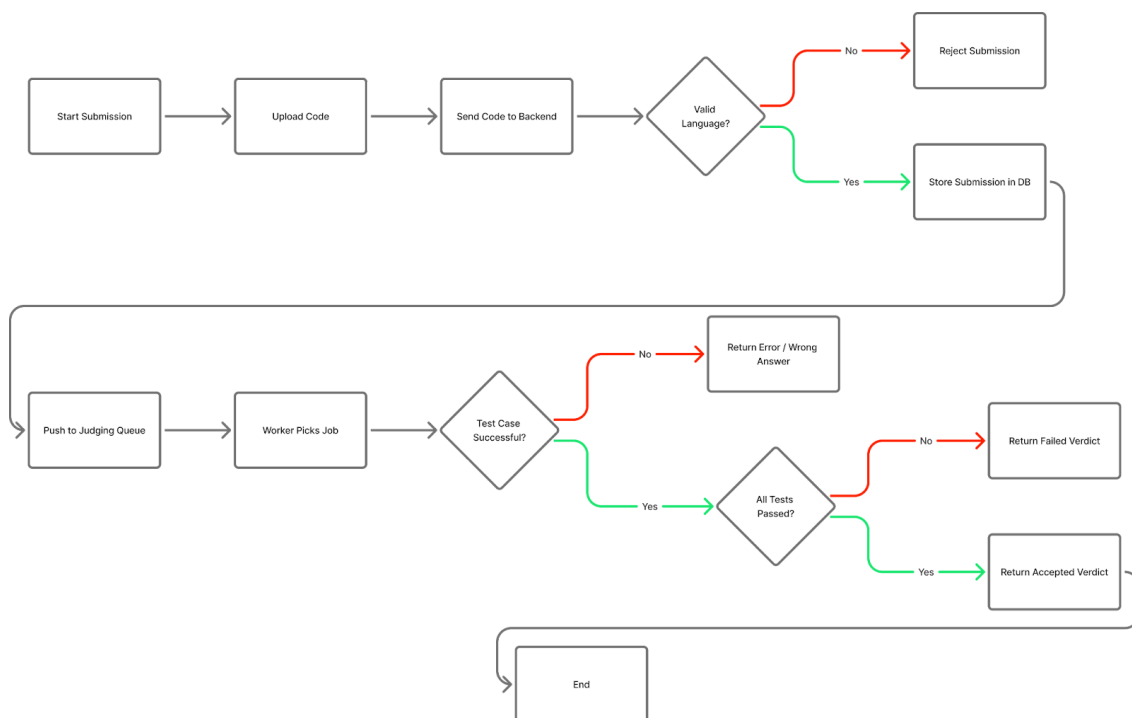 Start Submission
Upload Code
Send Code to Backend
Valid
Language?
No
Reject Submission
Yes
Store Submission in DB
Push to Judging Queue
Worker Picks Job
Test Case
Successful?
No
Return Error / Wrong
Answer
Yes
All Tests
Passed?
No
Return Failed Verdict
Yes
Return Accepted Verdict
End